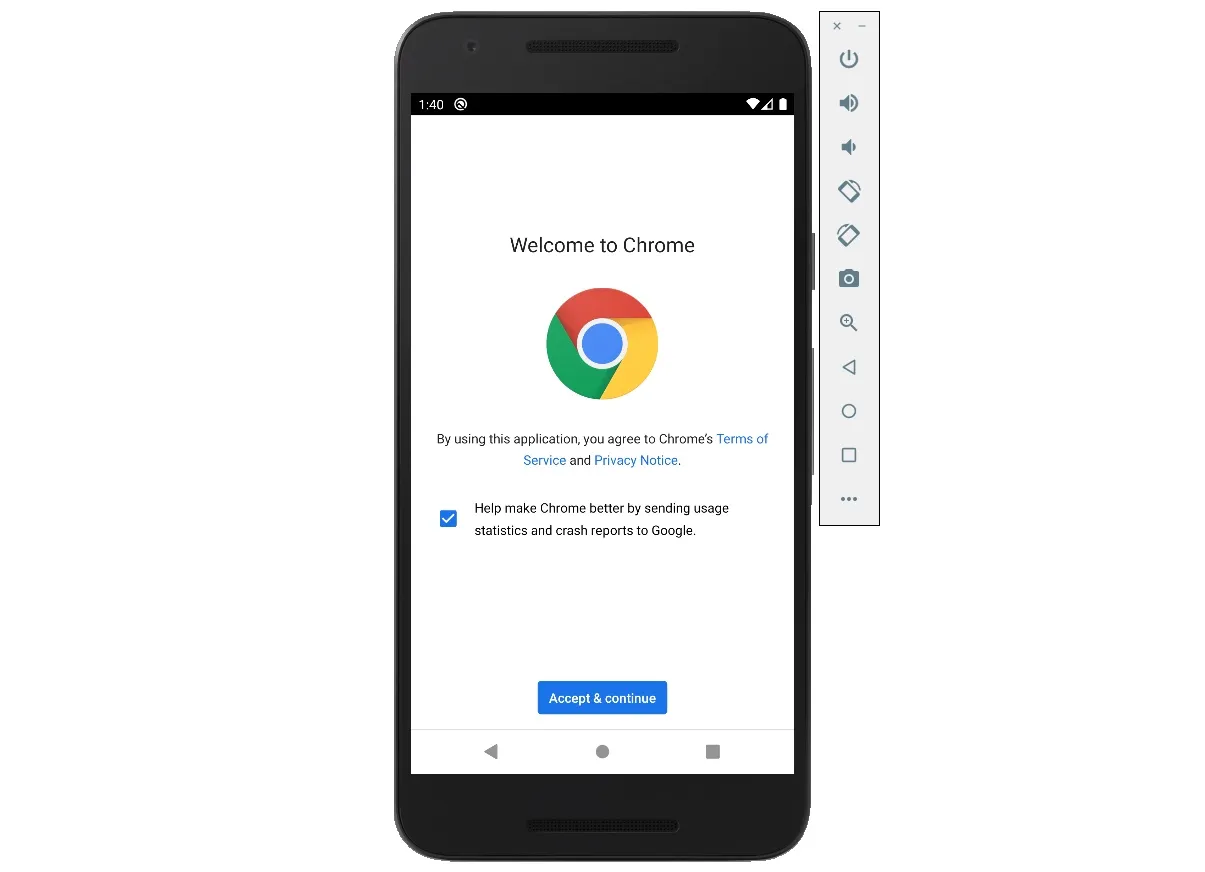 1:40
Welcome to Chrome
By using this application, you agree to Chrome’s Terms of
Service and Privacy Notice.
Help make Chrome better by sending usage
statistics and crash reports to Google.
Accept & continue